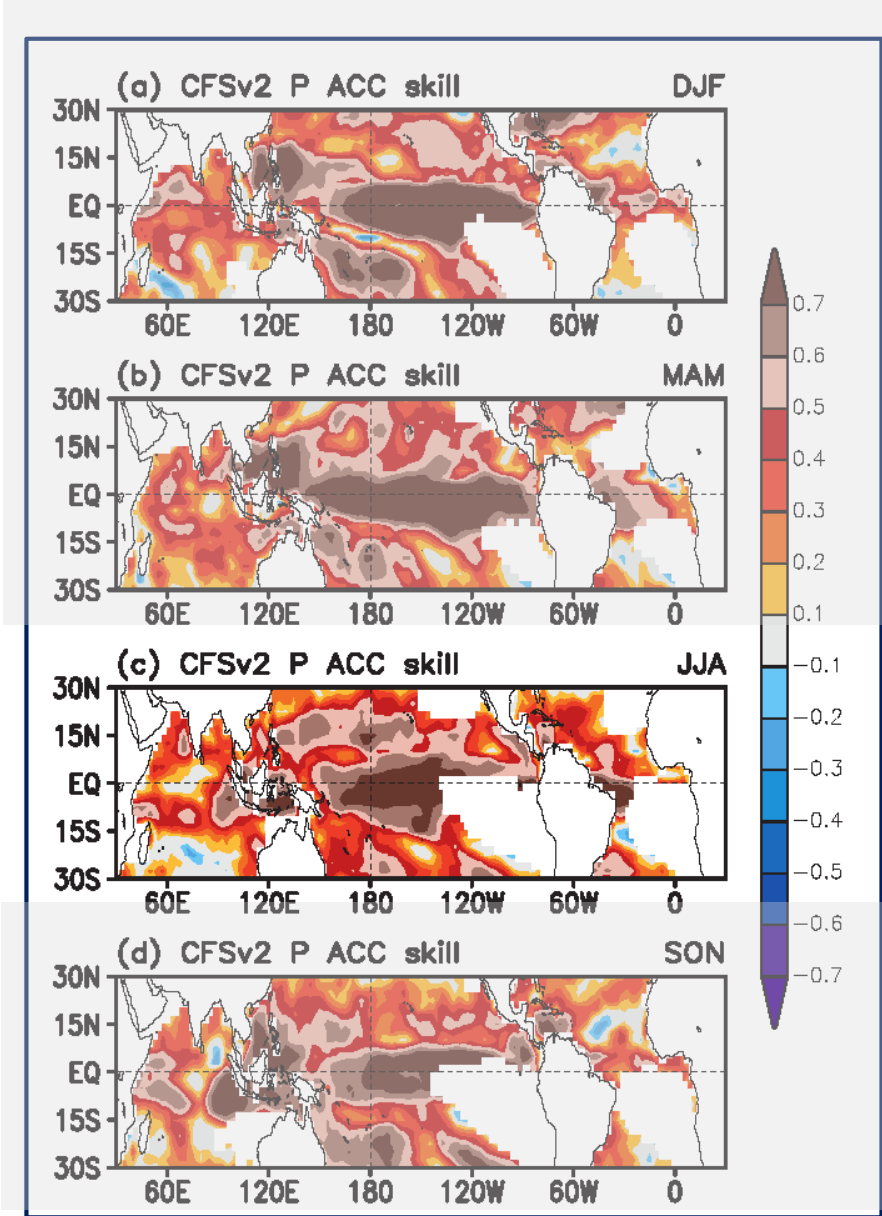 (a) CFSv2 P ACC skill DJF
30N
15N
EQ
15S
30S
60E 120E 180 120W 60W 0
(b) CFSv2 P ACC skill MAM
30N
15N
EQ
15S
30S
60E 120E 180 120W 60W 0
(c) CFSv2 P ACC skill JJA
30N
15N
EQ
15S
30S
60E 120E 180 120W 60W 0
(d) CFSv2 P ACC skill SON
30N
15N
EQ
15S
30S
60E 120E 180 120W 60W 0
0.7
0.6
0.5
0.4
0.3
0.2
0.1
-0.1
-0.2
-0.3
-0.4
-0.5
-0.6
-0.7